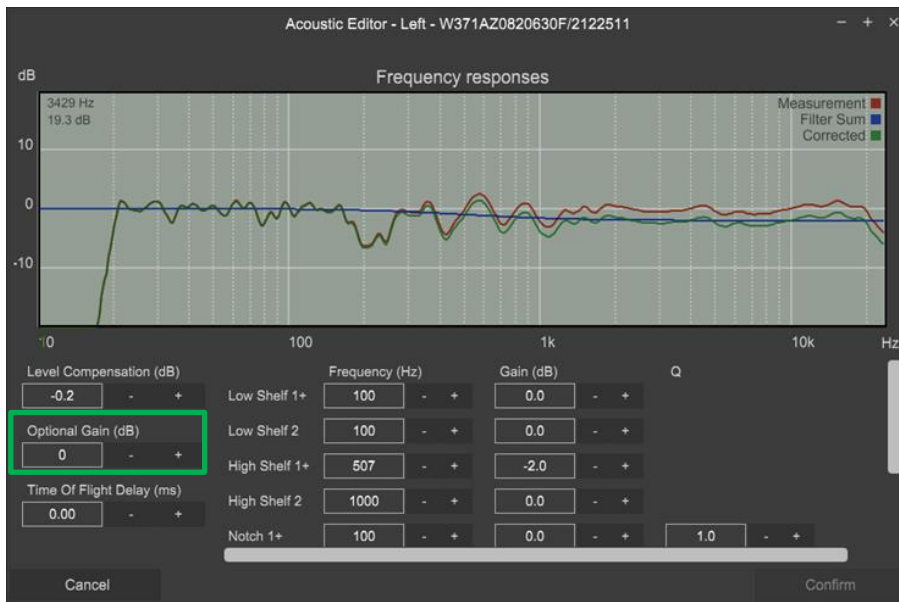 Acoustic Editor - Left - W371AZ0820630F/2122511 - + ×
dB Frequency responses
3429 Hz
19.3 dB
Measurement
Filter Sum
Corrected
10
0
-10
10 100 1k 10k Hz
Level Compensation (dB) Frequency (Hz) Gain (dB) Q
-0.2 - + Low Shelf 1+ 100 - + 0.0 - +
Optional Gain (dB) Low Shelf 2 100 - + 0.0 - +
0 - + High Shelf 1+ 507 - + -2.0 - +
Time Of Flight Delay (ms) High Shelf 2 1000 - + 0.0 - +
0.00 - + Notch 1+ 100 - + 0.0 - + 1.0 - +
Cancel Confirm